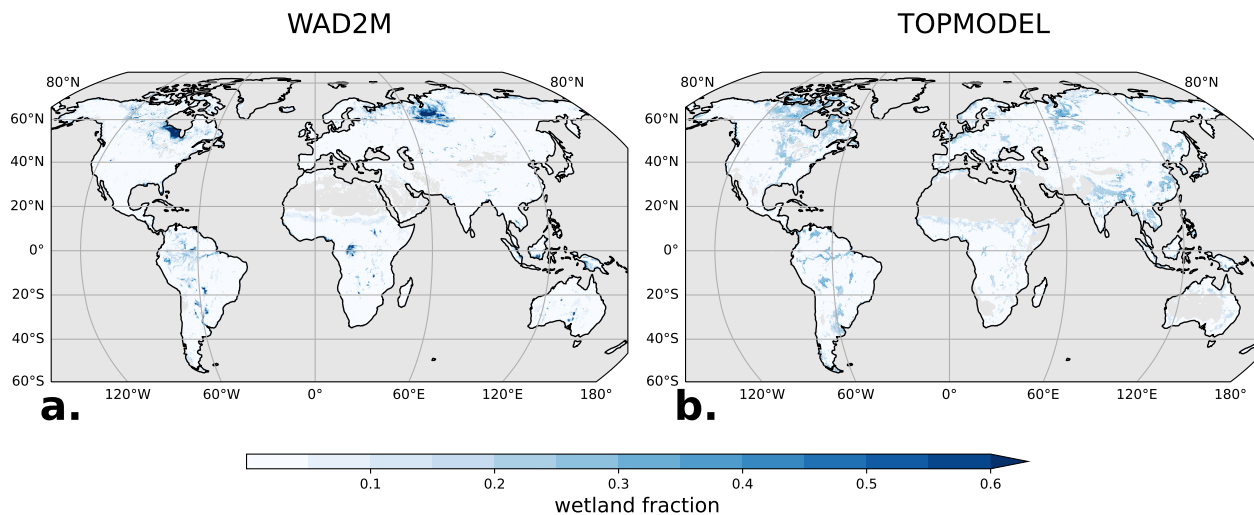 WAD2M
TOPMODEL
80°N 80°N 80°N 80°N
60°N 60°N
40°N 40°N
20°N 20°N
0° 0°
20°S 20°S
40°S 40°S
60°S 60°S
120°W 60°W 0° 60°E 120°E 180° 120°W 60°W 0° 60°E 120°E 180°
a. b.
0.1 0.2 0.3 0.4 0.5 0.6
wetland fraction